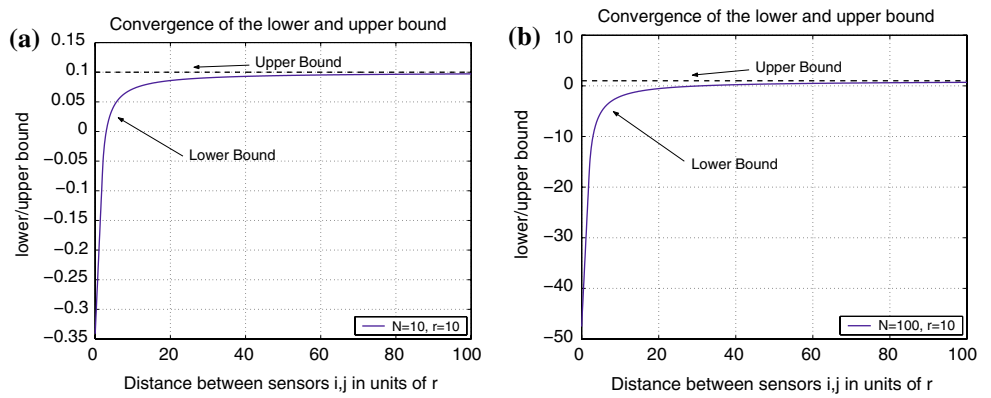 (a)
Convergence of the lower and upper bound
0.15
0.1
0.05
0
−0.05
−0.1
−0.15
−0.2
−0.25
−0.3
−0.35
lower/upper bound
Upper Bound
Lower Bound
N=10, r=10
0 20 40 60 80 100
Distance between sensors i,j in units of r
(b)
Convergence of the lower and upper bound
10
0
−10
−20
−30
−40
−50
lower/upper bound
Upper Bound
Lower Bound
N=100, r=10
0 20 40 60 80 100
Distance between sensors i,j in units of r